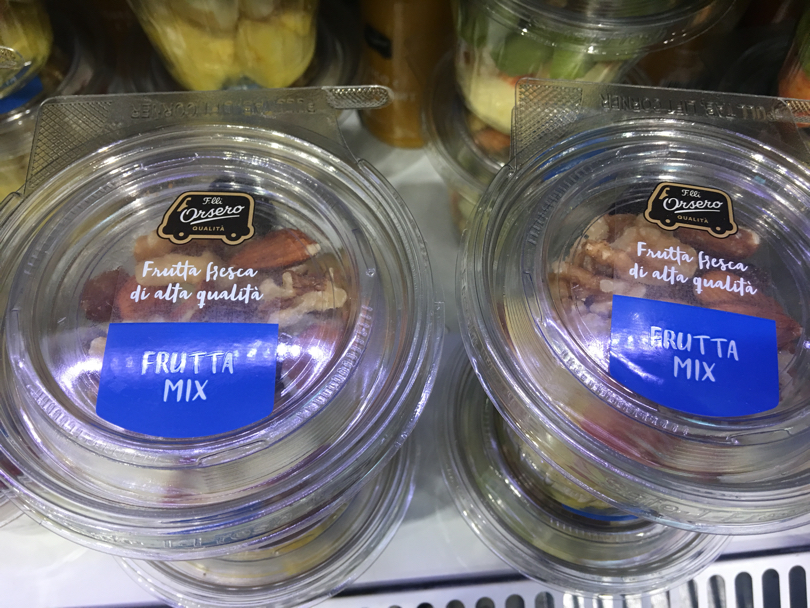 F.lli
Orsero
QUALITÀ
Frutta fresca
di alta qualità
FRUTTA
MIX
F.lli
Orsero
QUALITÀ
Frutta fresca
di alta qualità
FRUTTA
MIX